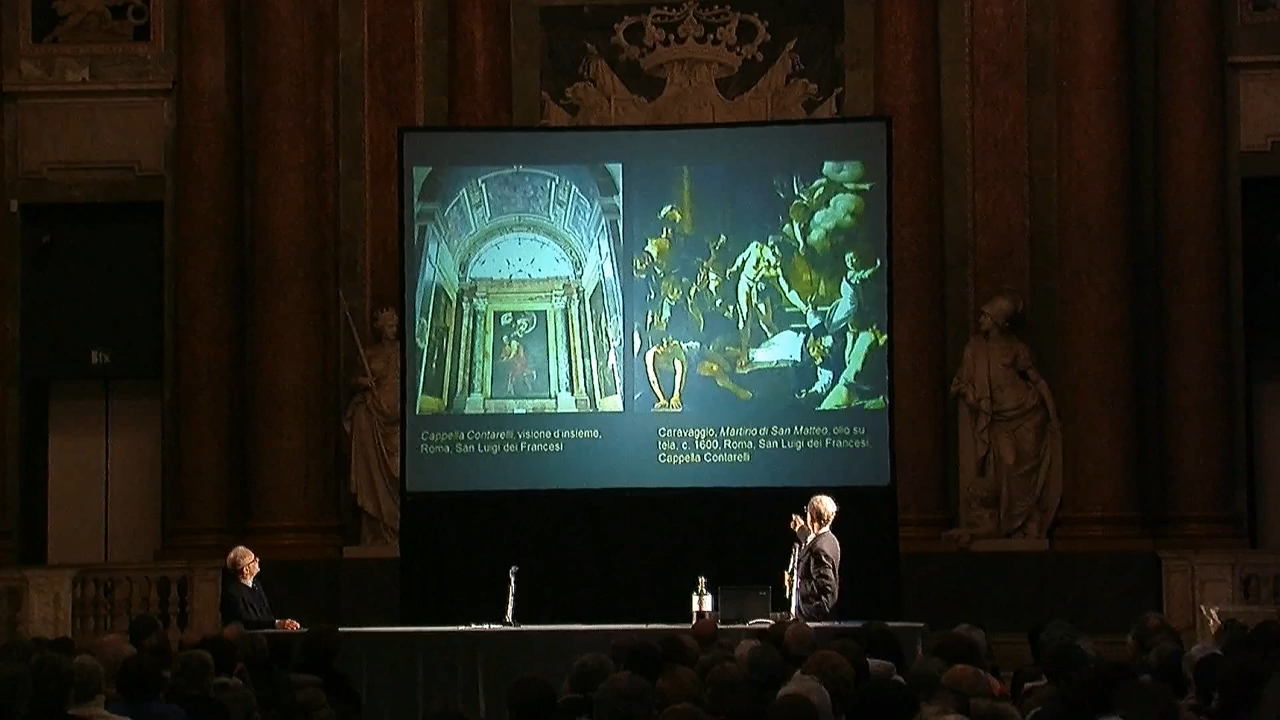 Cappella Contarelli, visione d'insieme,
Roma, San Luigi dei Francesi
Caravaggio, Martirio di San Matteo, olio su
tela, c. 1600, Roma, San Luigi dei Francesi,
Cappella Contarelli